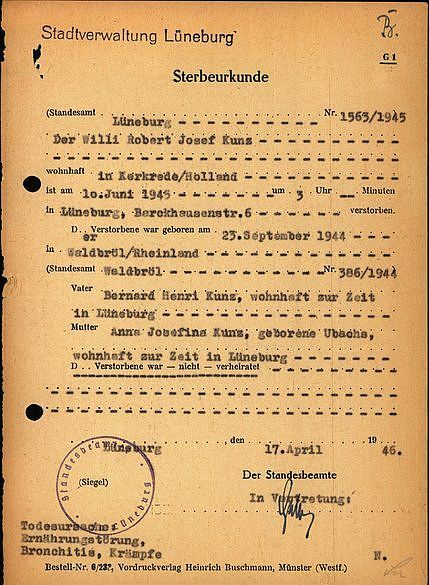 Stadtverwaltung Lüneburg
G 1
Sterbeurkunde
(Standesamt Lüneburg - - - - - - - - - - Nr. 1563/1945
Der Willi Robert Josef Kunz - - - - - - - - - -
wohnhaft in Kerkrade/Holland - - - - - - - - - -
ist am 10.Juni 1945 - - - - - - - um 3 Uhr -- Minuten
in Lüneburg, Barckhausenstr.6 - - - - - - verstorben.
D er Verstorbene war geboren am 23.September 1944 - - -
in Waldbröl/Rheinland - - - - - - - - - -
(Standesamt Waldbröl - - - - - - - - - - Nr. 386/1944
Vater Bernard Henri Kunz, wohnhaft zur Zeit
in Lüneburg - - - - - - - - - -
Mutter Anna Josefina Kunz, geborene Ubachs,
wohnhaft zur Zeit in Lüneburg - - - - - -
D . . Verstorbene war — nicht — verheiratet
Lüneburg, den 17.April 1946.
(Siegel)
Der Standesbeamte
In Vertretung:
Todesursache:
Ernährungstörung,
Bronchitis, Krämpfe
N.
Bestell-Nr. G/232, Vordruckverlag Heinrich Buschmann, Münster (Westf.)